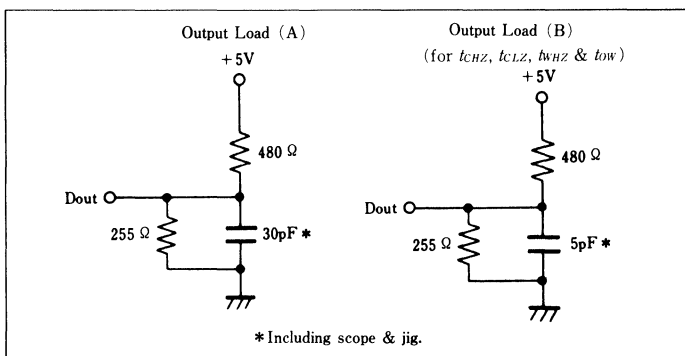 Output Load (A)
+5V
480 Ω
Dout
255 Ω
30pF *
Output Load (B)
(for tCHZ, tCLZ, tWHZ & tOW)
+5V
480 Ω
Dout
255 Ω
5pF *
* Including scope & jig.